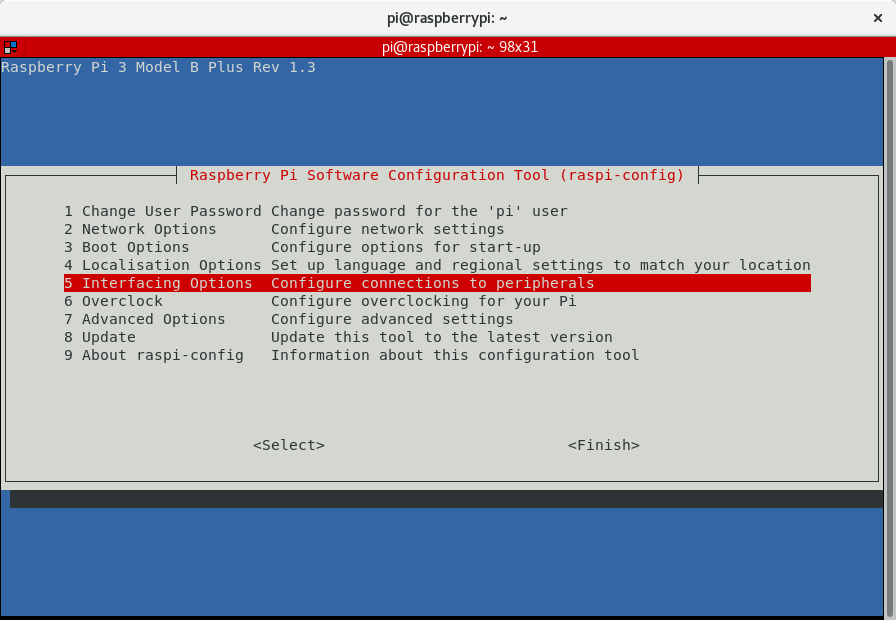 pi@raspberrypi: ~
pi@raspberrypi: ~ 98x31
Raspberry Pi 3 Model B Plus Rev 1.3
Raspberry Pi Software Configuration Tool (raspi-config)
1 Change User Password Change password for the 'pi' user
2 Network Options Configure network settings
3 Boot Options Configure options for start-up
4 Localisation Options Set up language and regional settings to match your location
5 Interfacing Options Configure connections to peripherals
6 Overclock Configure overclocking for your Pi
7 Advanced Options Configure advanced settings
8 Update Update this tool to the latest version
9 About raspi-config Information about this configuration tool
<Select> <Finish>